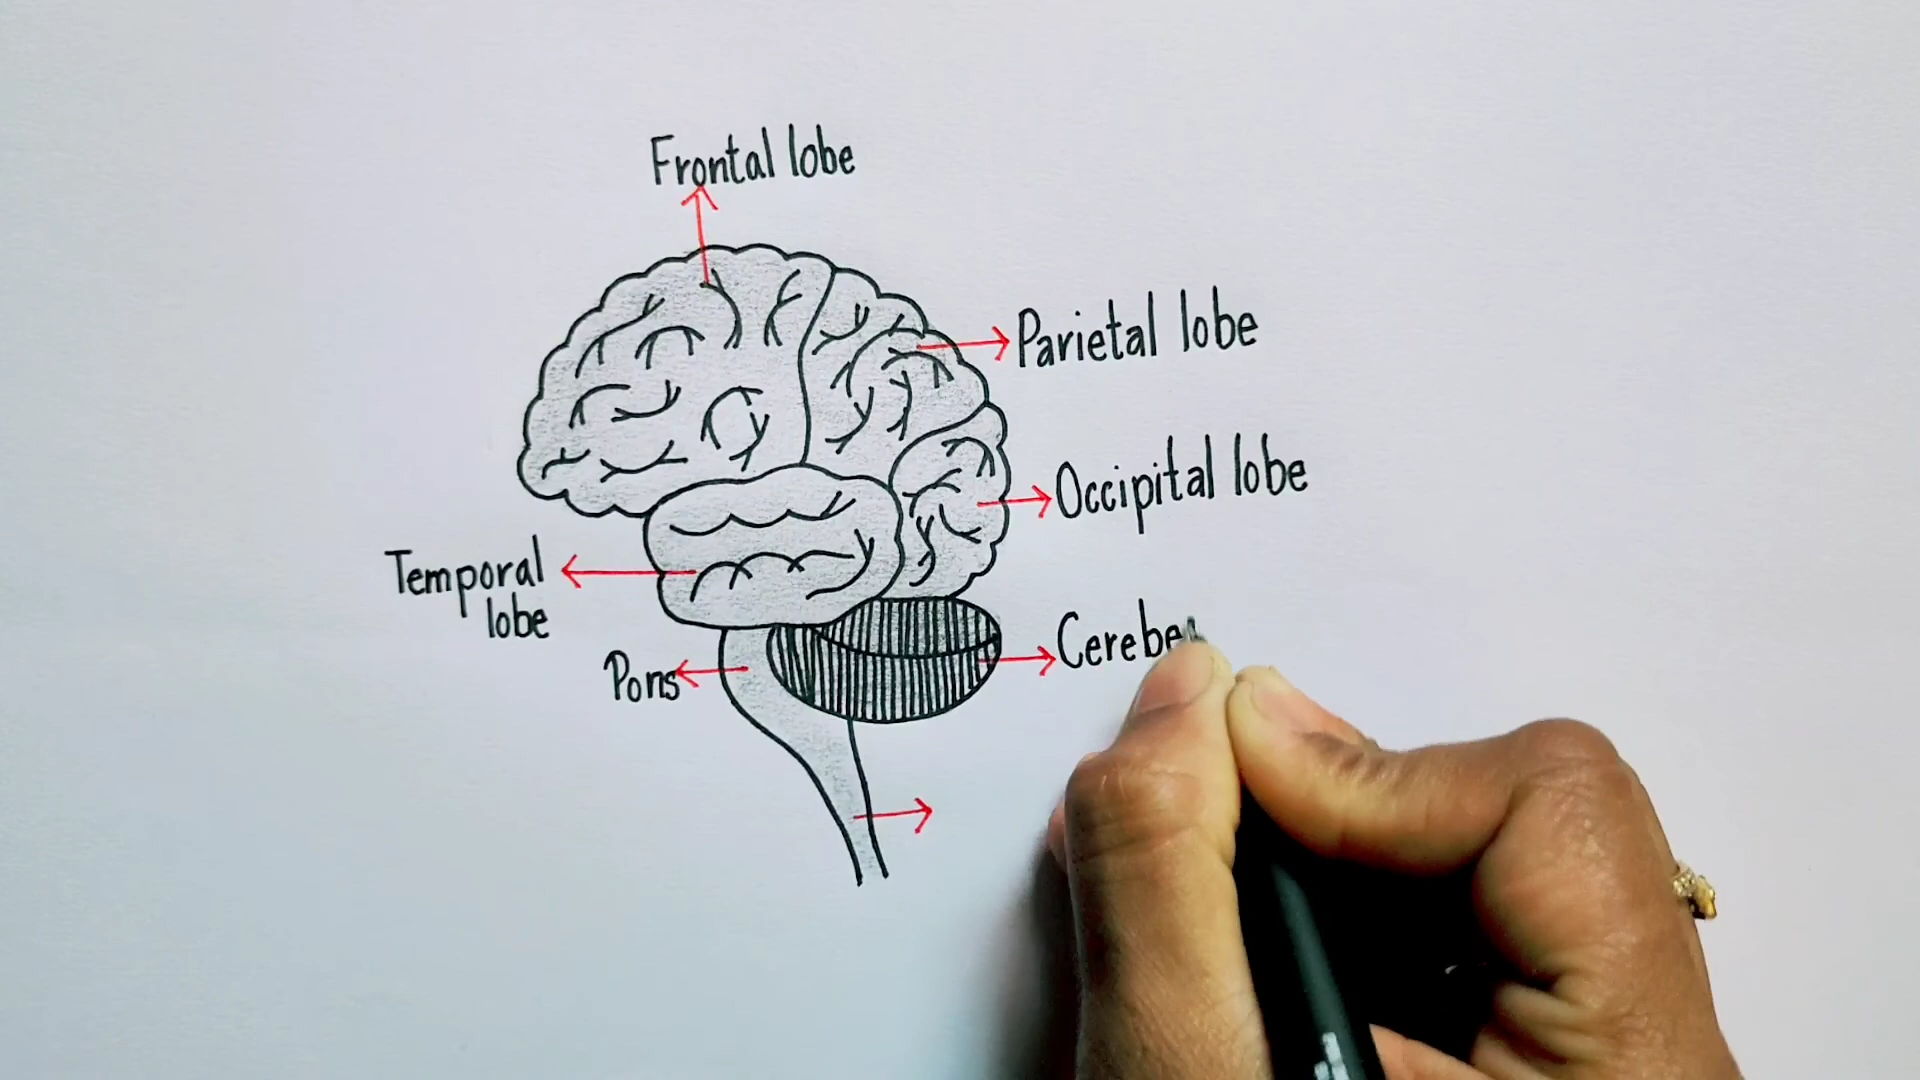 Frontal lobe
Parietal lobe
Occipital lobe
Temporal
lobe
Cerebe
Pons